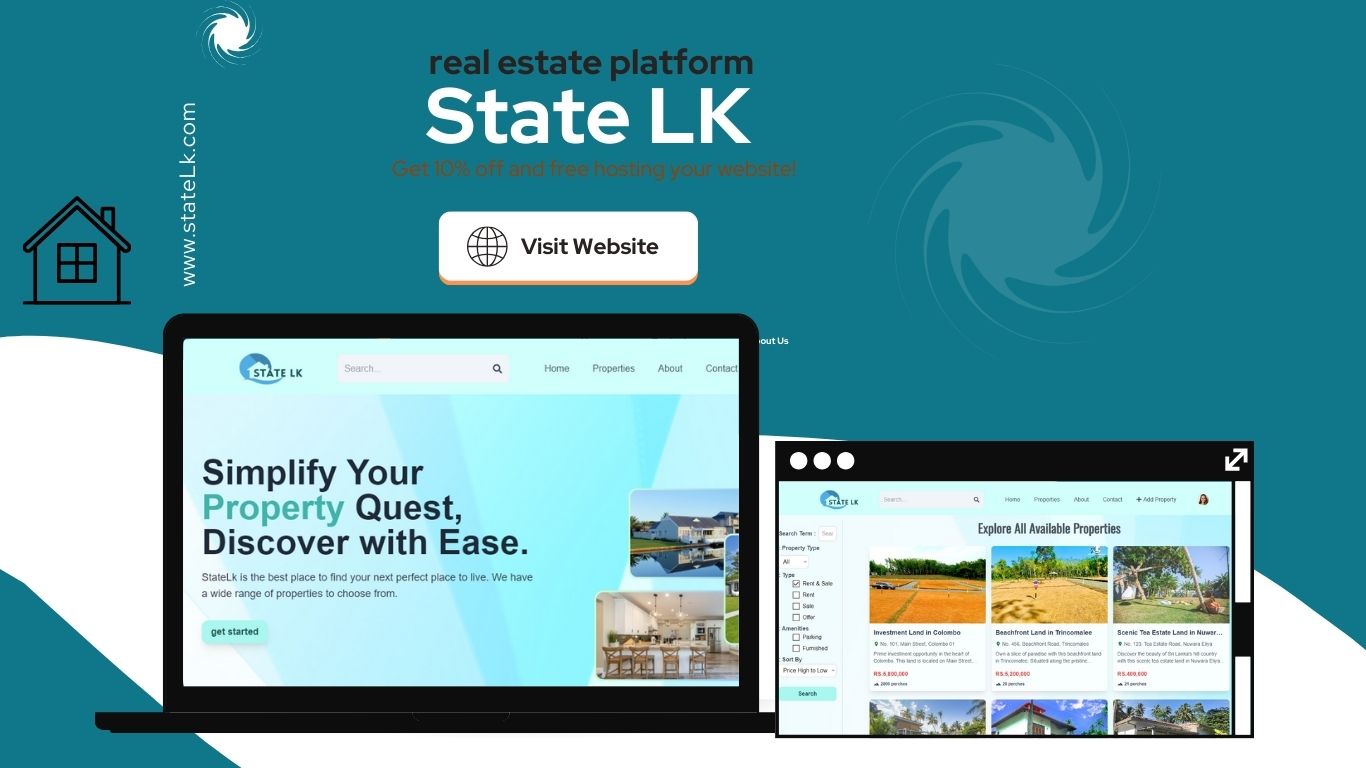 real estate platform
State LK
Get 10% off and free hosting your website!
www.stateLk.com
Visit Website
bout Us
STATE LK
Search...
Home
Properties
About
Contact
Simplify Your
Property Quest,
Discover with Ease.
StateLk is the best place to find your next perfect place to live. We have
a wide range of properties to choose from.
get started
STATE LK
Search...
Home
Properties
About
Contact
+ Add Property
Explore All Available Properties
Search Term :
Sear
Property Type
All
Type
Rent & Sale
Rent
Sale
Offer
Amenities
Parking
Furnished
Sort By
Price High to Low
Search
Investment Land in Colombo
No. 101, Main Street, Colombo 01
Prime investment opportunity in the heart of
Colombo. This land is located on Main Street...
RS.5,800,000
2000 perches
Beachfront Land in Trincomalee
No. 456, Beach Road, Trincomalee
Own a slice of paradise with this beachfront land
in Trincomalee. Situated along the pristine...
RS.5,200,000
20 perches
Scenic Tea Estate Land in Nuwar...
No. 123, Tea Estate Road, Nuwara Eliya
Discover the beauty of Sri Lanka's hill country
with this scenic tea estate land in Nuwara Eliya...
RS.400,000
25 perches